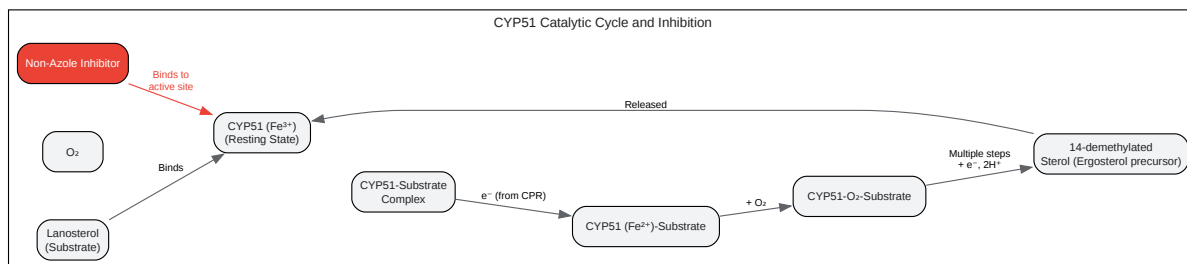 CYP51 Catalytic Cycle and Inhibition
Non-Azole Inhibitor
Binds to
active site
O₂
Lanosterol
(Substrate)
Binds
CYP51 (Fe³⁺)
(Resting State)
Released
CYP51-Substrate
Complex
e⁻ (from CPR)
CYP51 (Fe²⁺)-Substrate
+ O₂
CYP51-O₂-Substrate
Multiple steps
+ e⁻, 2H⁺
14-demethylated
Sterol (Ergosterol precursor)